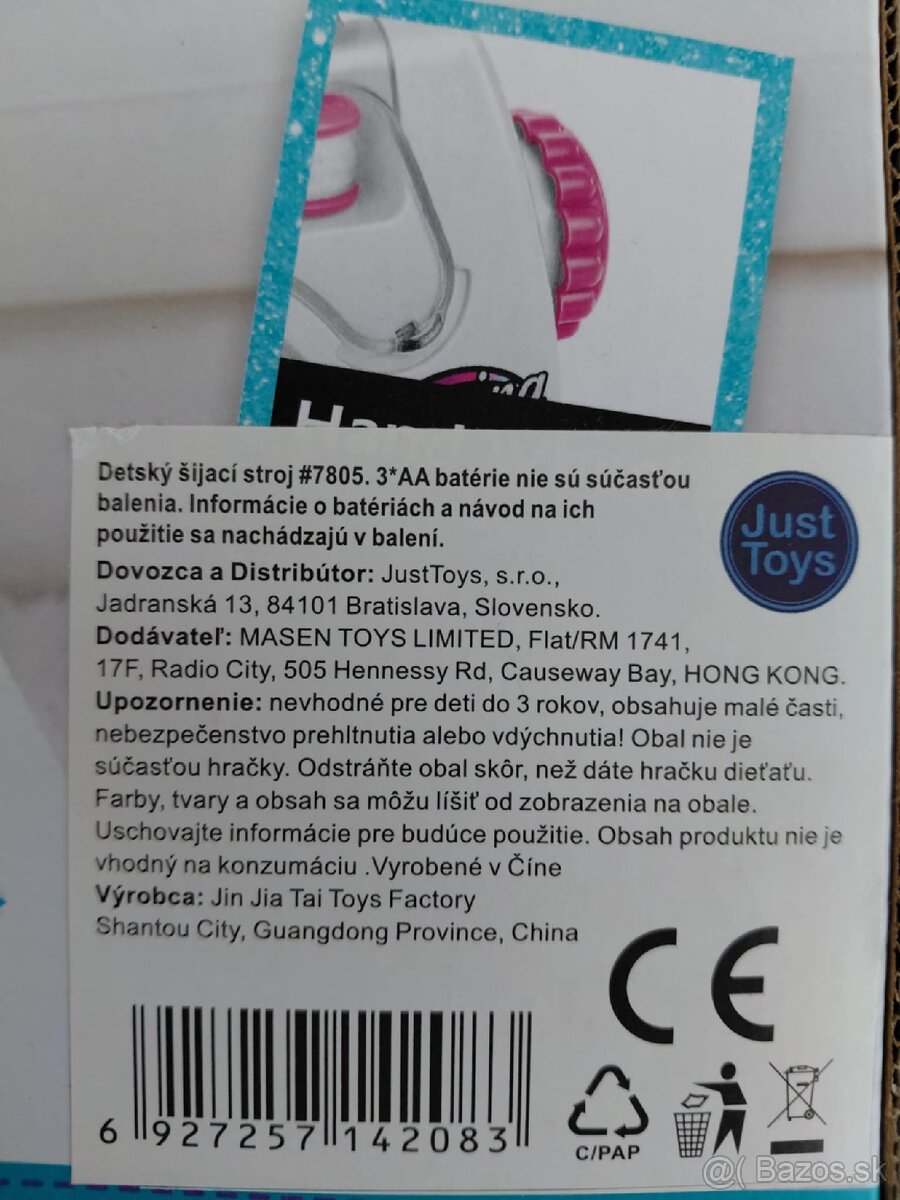 Detský šijací stroj #7805. 3*AA batérie nie sú súčasťou
balenia. Informácie o batériách a návod na ich
použitie sa nachádzajú v balení.
Just
Toys
Dovozca a Distribútor: JustToys, s.r.o.,
Jadranská 13, 84101 Bratislava, Slovensko.
Dodávateľ: MASEN TOYS LIMITED, Flat/RM 1741,
17F, Radio City, 505 Hennessy Rd, Causeway Bay, HONG KONG.
Upozornenie: nevhodné pre deti do 3 rokov, obsahuje malé časti,
nebezpečenstvo prehltnutia alebo vdýchnutia! Obal nie je
súčasťou hračky. Odstráňte obal skôr, než dáte hračku dieťaťu.
Farby, tvary a obsah sa môžu líšiť od zobrazenia na obale.
Uschovajte informácie pre budúce použitie. Obsah produktu nie je
vhodný na konzumáciu .Vyrobené v Číne
Výrobca: Jin Jia Tai Toys Factory
Shantou City, Guangdong Province, China
CE
6 927257 142083
C/PAP
@( Bazos.sk